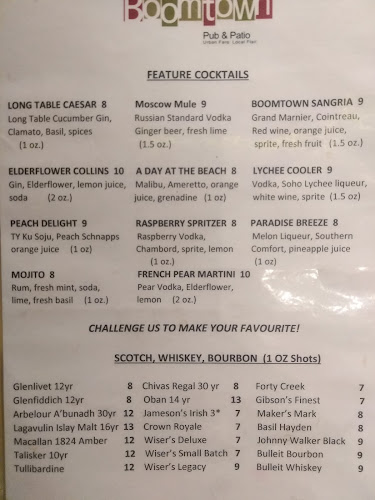 Boomtown
Pub & Patio
Urban Fare. Local Flair.
FEATURE COCKTAILS
LONG TABLE CAESAR 8
Long Table Cucumber Gin,
Clamato, Basil, spices
(1 oz.)
Moscow Mule 9
Russian Standard Vodka
Ginger beer, fresh lime
(1.5 oz.)
BOOMTOWN SANGRIA 9
Grand Marnier, Cointreau,
Red wine, orange juice,
sprite, fresh fruit (1.5 oz.)
ELDERFLOWER COLLINS 10
Gin, Elderflower, lemon juice,
soda (2 oz.)
A DAY AT THE BEACH 8
Malibu, Ameretto, orange
juice, grenadine (1 oz)
LYCHEE COOLER 9
Vodka, Soho Lychee liqueur,
white wine, sprite (1.5 oz.)
PEACH DELIGHT 9
TY Ku Soju, Peach Schnapps
orange juice (1 oz)
RASPBERRY SPRITZER 8
Raspberry Vodka,
Chambord, sprite, lemon
(1 oz.)
PARADISE BREEZE 8
Melon Liqueur, Southern
Comfort, pineapple juice
(1 oz)
MOJITO 8
Rum, fresh mint, soda,
lime, fresh basil (1 oz.)
FRENCH PEAR MARTINI 10
Pear Vodka, Elderflower,
lemon (2 oz.)
CHALLENGE US TO MAKE YOUR FAVOURITE!
SCOTCH, WHISKEY, BOURBON (1 OZ Shots)
Glenlivet 12yr 8
Glenfiddich 12yr 8
Arbelour A'bunadh 30yr 12
Lagavulin Islay Malt 16yr 13
Macallan 1824 Amber 12
Talisker 10yr 12
Tullibardine 12
Chivas Regal 30 yr 8
Oban 14 yr 13
Jameson's Irish 3* 7
Crown Royale 7
Wiser's Deluxe 7
Wiser's Small Batch 7
Wiser's Legacy 9
Forty Creek 7
Gibson's Finest 7
Maker's Mark 8
Basil Hayden 8
Johnny Walker Black 9
Bulleit Bourbon 9
Bulleit Whiskey 9